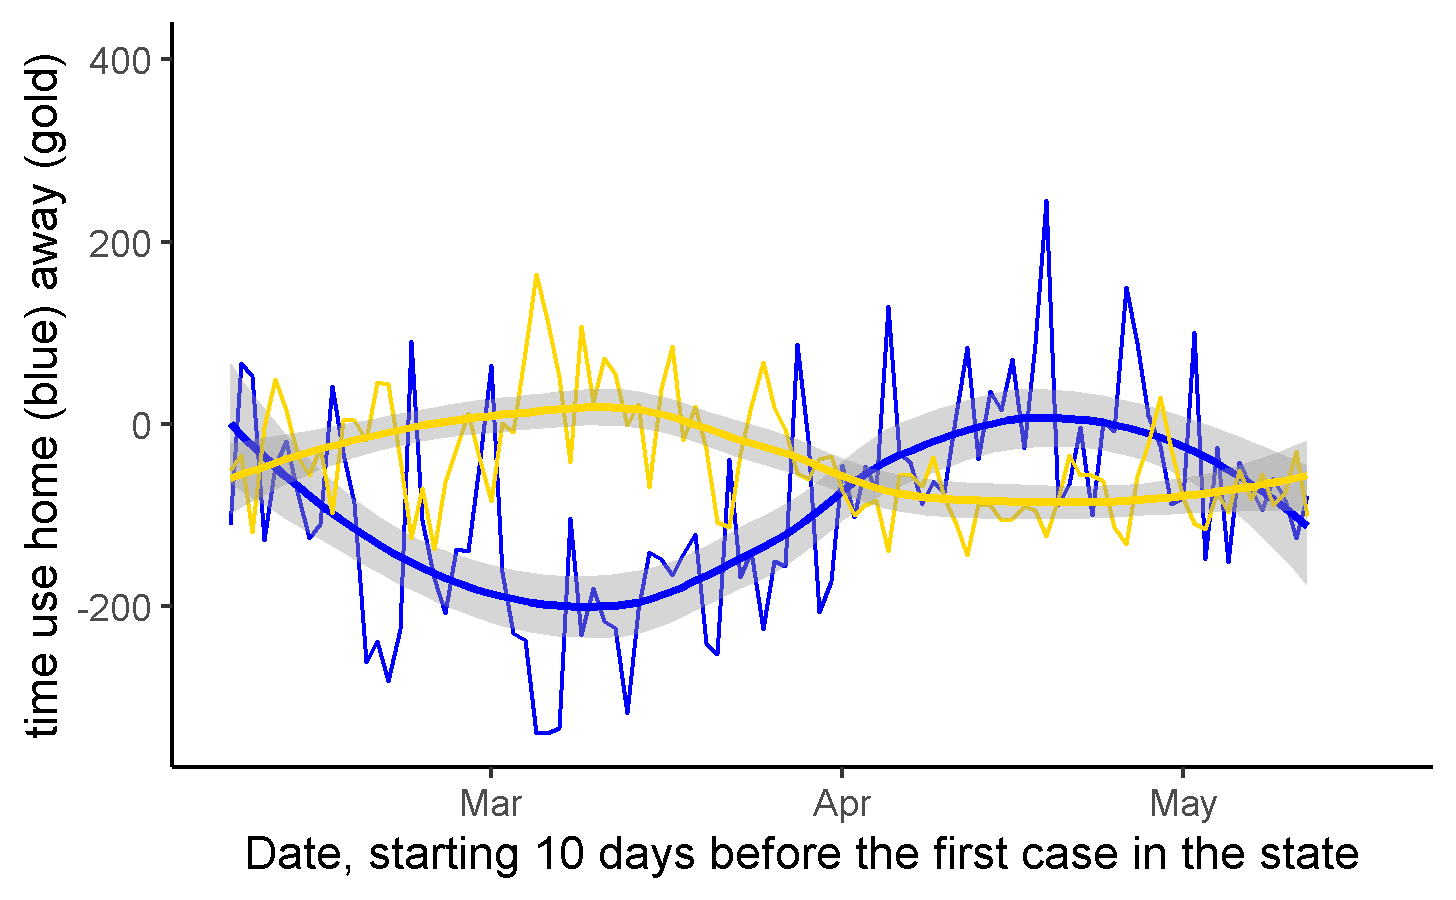 time use home (blue) away (gold)
400
200
0
-200
Mar
Apr
May
Date, starting 10 days before the first case in the state